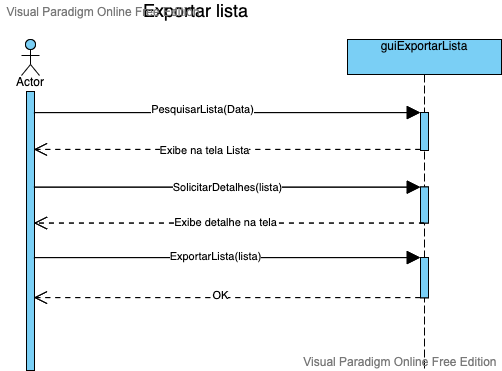 Visual Paradigm Online Free Edition
Exportar lista
Actor
guiExportarLista
PesquisarLista(Data)
Exibe na tela Lista
SolicitarDetalhes(lista)
Exibe detalhe na tela
ExportarLista(lista)
OK
Visual Paradigm Online Free Edition